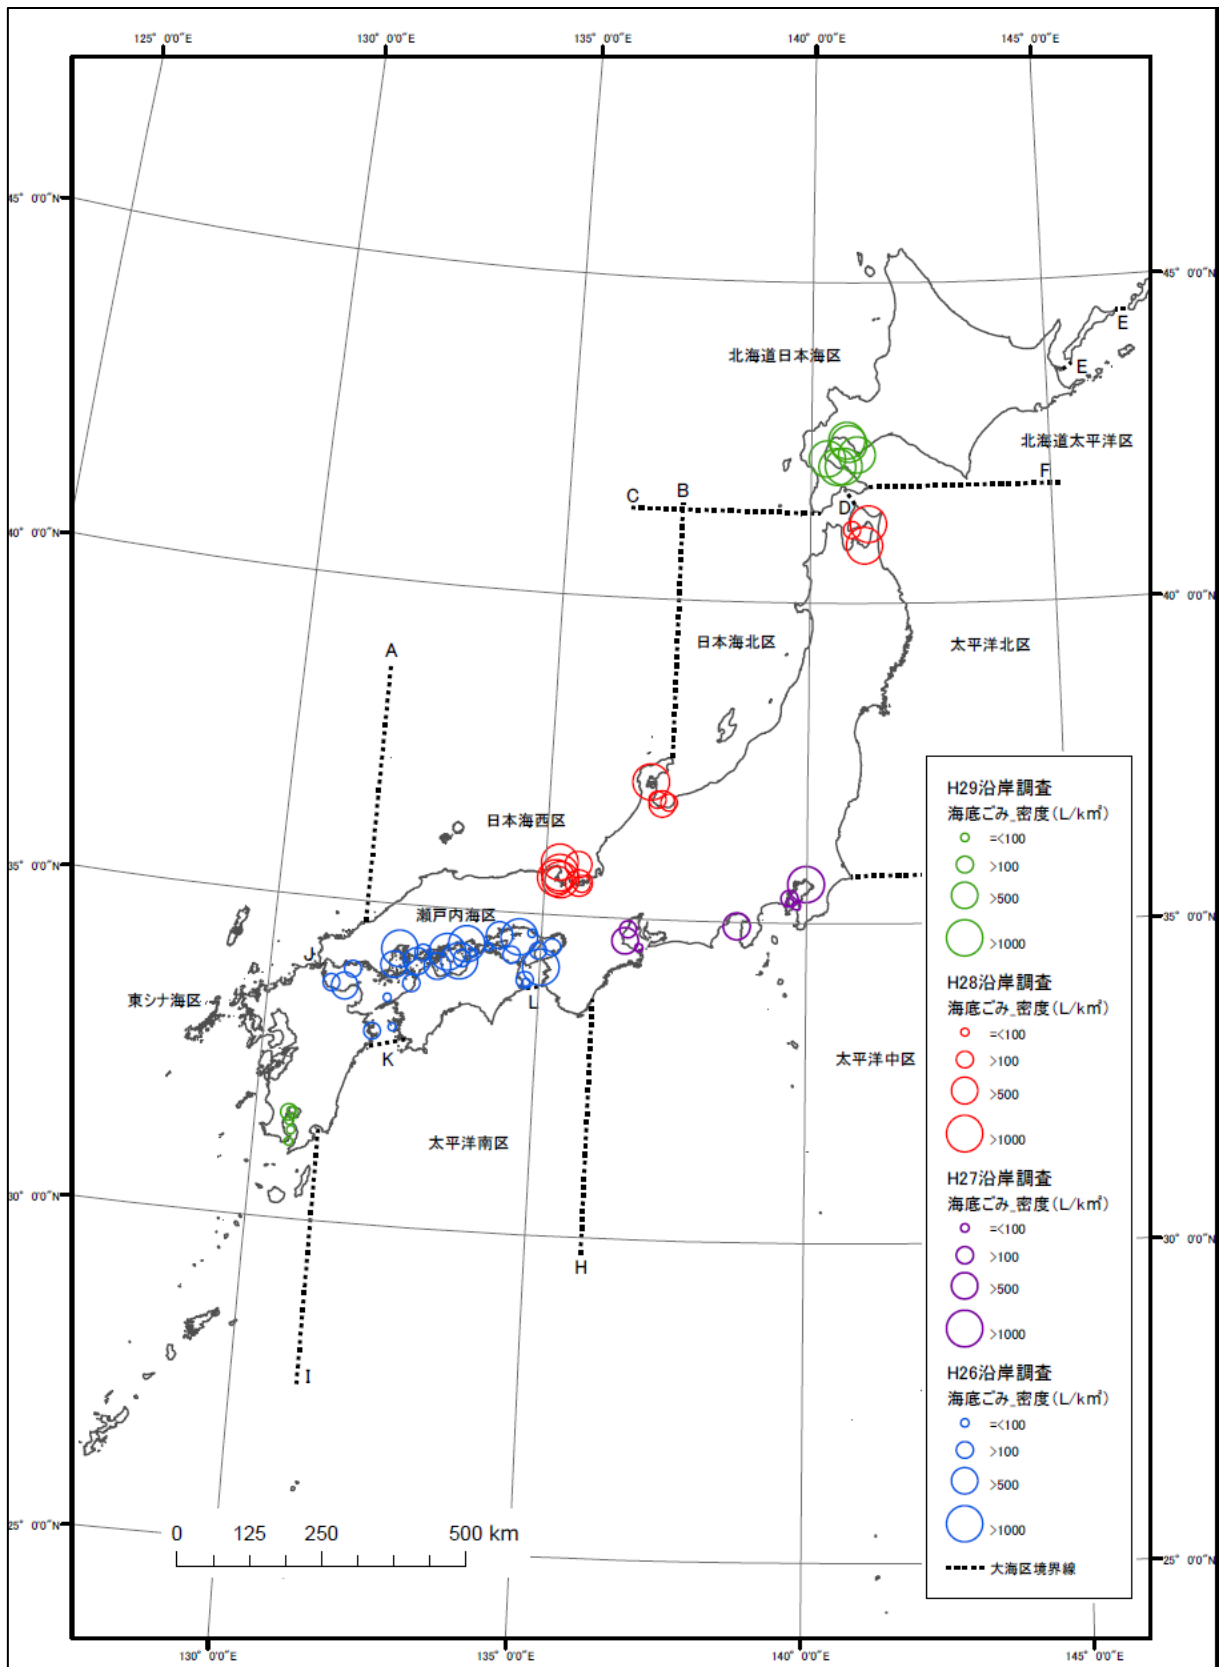 125° 0'0"E
130° 0'0"E
135° 0'0"E
140° 0'0"E
145° 0'0"E
45° 0'0"N
45° 0'0"N
E
北海道日本海区
E
北海道太平洋区
F
B
C
D
40° 0'0"N
40° 0'0"N
日本海北区
太平洋北区
A
日本海西区
35° 0'0"N
瀬戸内海区
35° 0'0"N
J
東シナ海区
L
K
太平洋中区
太平洋南区
30° 0'0"N
30° 0'0"N
H
I
25° 0'0"N
25° 0'0"N
0 125 250 500 km
H29沿岸調査
海底ごみ_密度(L/k㎡)
=<100
>100
>500
>1000
H28沿岸調査
海底ごみ_密度(L/k㎡)
=<100
>100
>500
>1000
H27沿岸調査
海底ごみ_密度(L/k㎡)
=<100
>100
>500
>1000
H26沿岸調査
海底ごみ_密度(L/k㎡)
=<100
>100
>500
>1000
大海区境界線
130° 0'0"E
135° 0'0"E
140° 0'0"E
145° 0'0"E